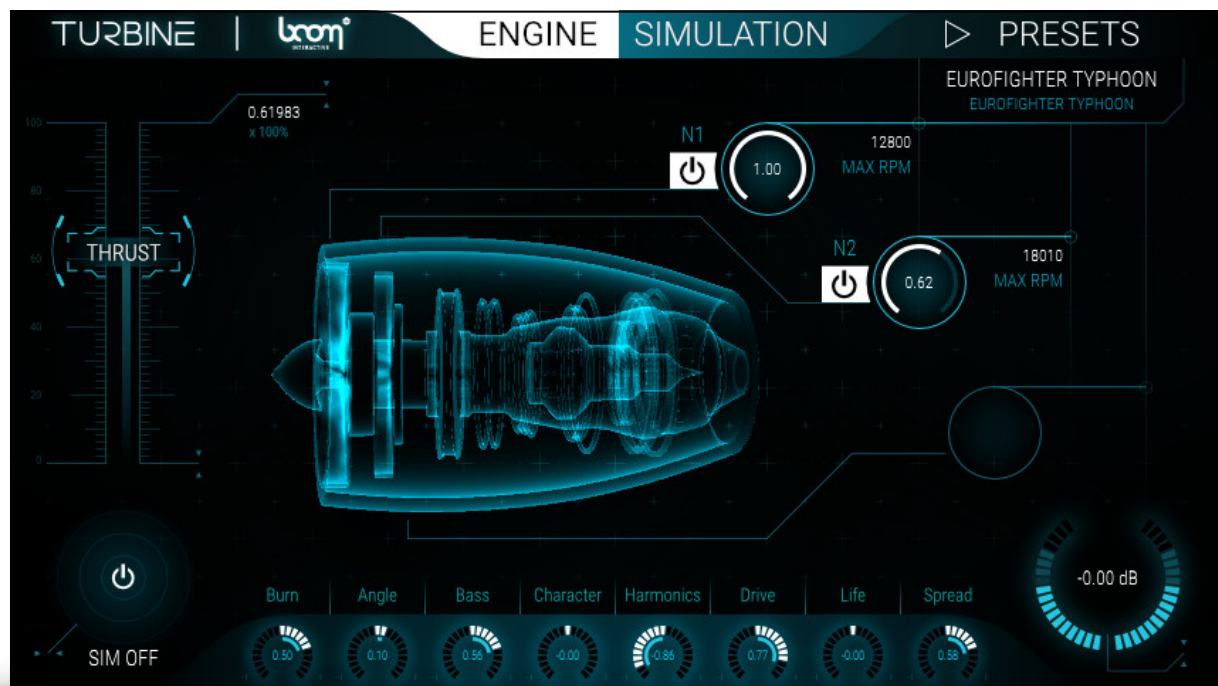 TURBINE
boom
INTERACTIVE
ENGINE SIMULATION
PRESETS
EUROFIGHTER TYPHOON
EUROFIGHTER TYPHOON
0.61983
x 100%
100
80
60
40
20
0
THRUST
N1
1.00
12800
MAX RPM
N2
0.62
18010
MAX RPM
-0.00 dB
SIM OFF
Burn Angle Bass Character Harmonics Drive Life Spread
0.50 0.10 0.56 -0.00 -0.86 0.77 -0.00 0.58